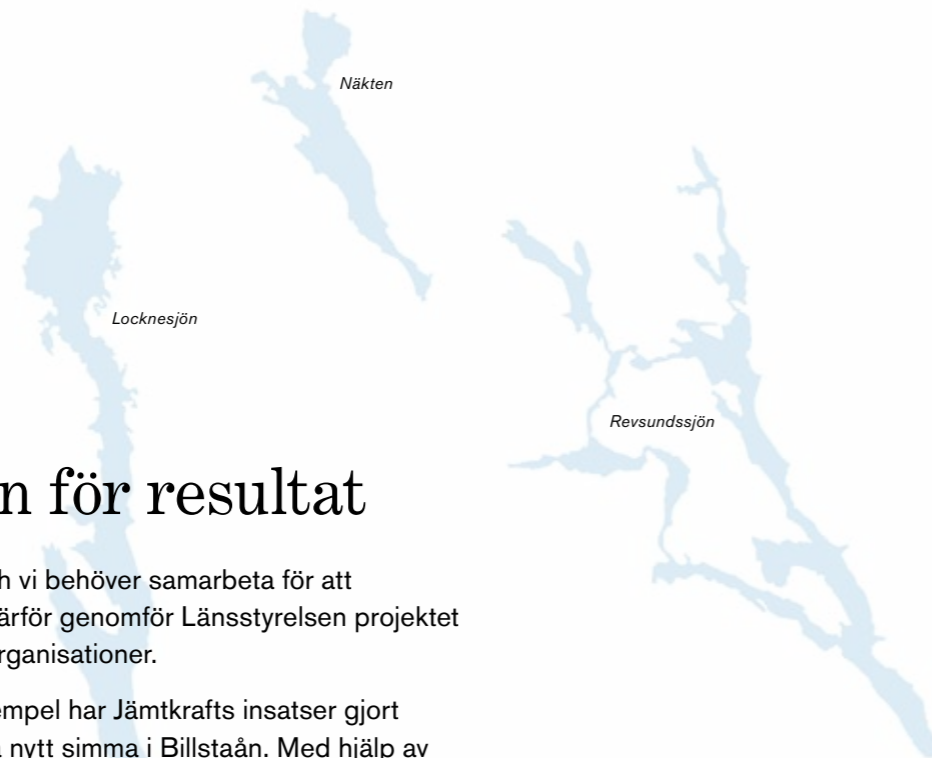 Näkten
Locknesjön
Revsundssjön
n för resultat
h vi behöver samarbeta för att
ärför genomför Länsstyrelsen projektet
rganisationer.
empel har Jämtkrafts insatser gjort
nytt simma i Billstaån. Med hjälp av